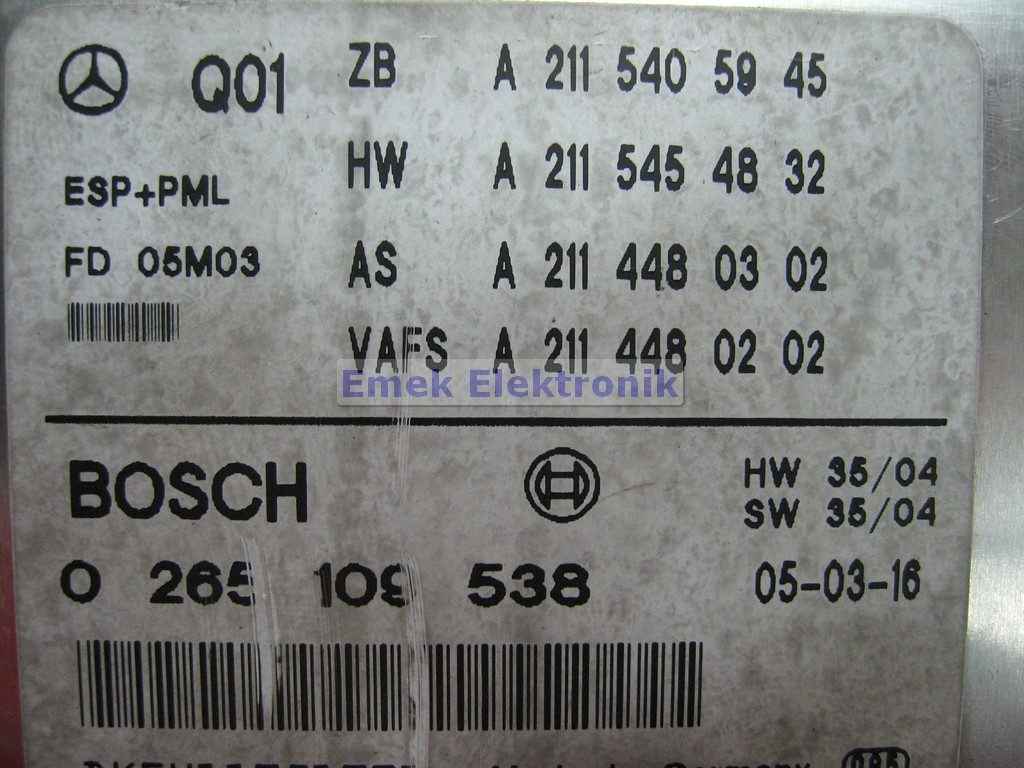 Q01 ZB A 211 540 59 45
HW A 211 545 48 32
ESP+PML
FD 05M03 AS A 211 448 03 02
VAFS A 211 448 02 02
Emek Elektronik
BOSCH HW 35/04
SW 35/04
0 265 109 538 05-03-16
Germany